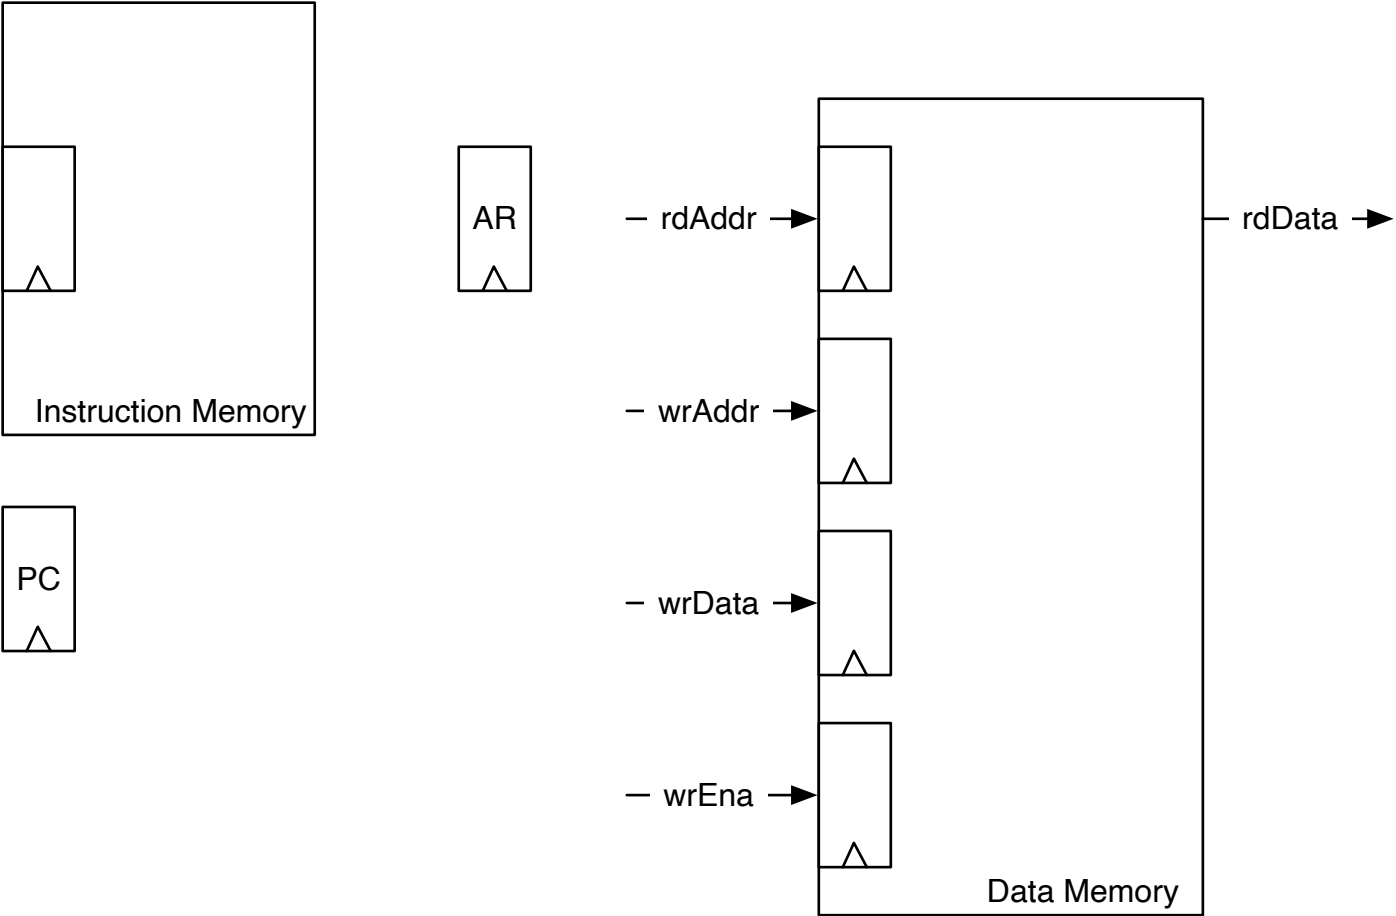 AR
rdAddr
rdData
Instruction Memory
wrAddr
PC
wrData
wrEna
Data Memory